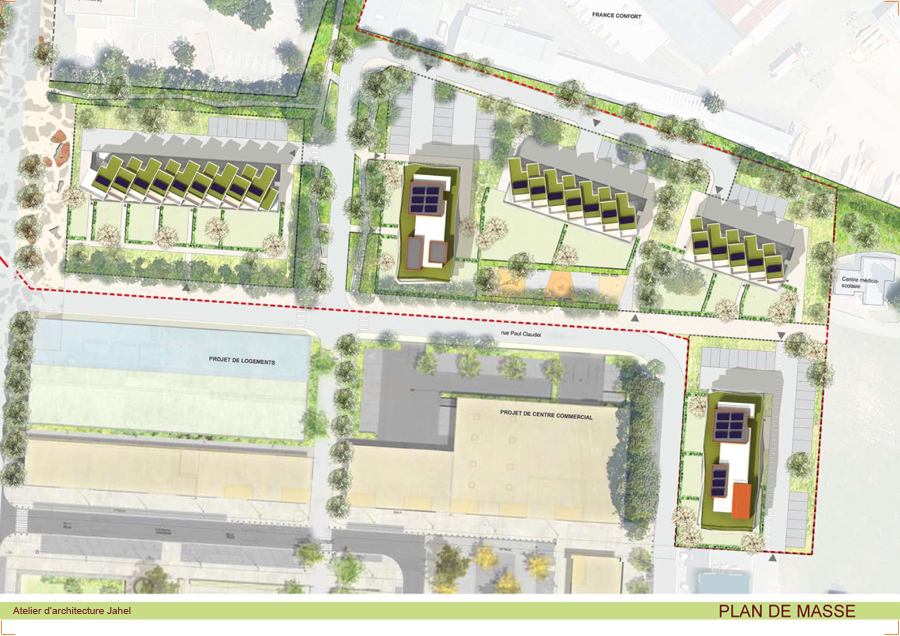 FRANCE CONFORT
Centre médico-
scolaire
rue Paul Claudel
PROJET DE LOGEMENTS
PROJET DE CENTRE COMMERCIAL
Atelier d'architecture Jahel
PLAN DE MASSE